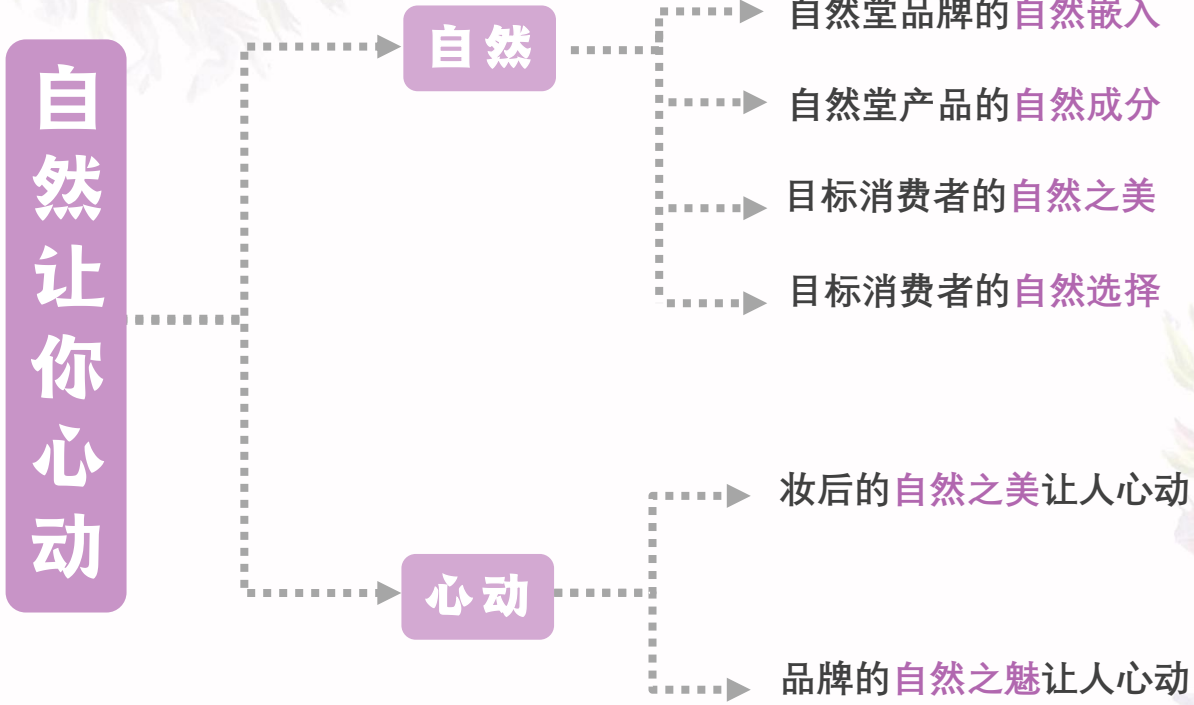 自然让你心动
自然
自然堂品牌的自然嵌入
自然堂产品的自然成分
目标消费者的自然之美
目标消费者的自然选择
心动
妆后的自然之美让人心动
品牌的自然之魅让人心动